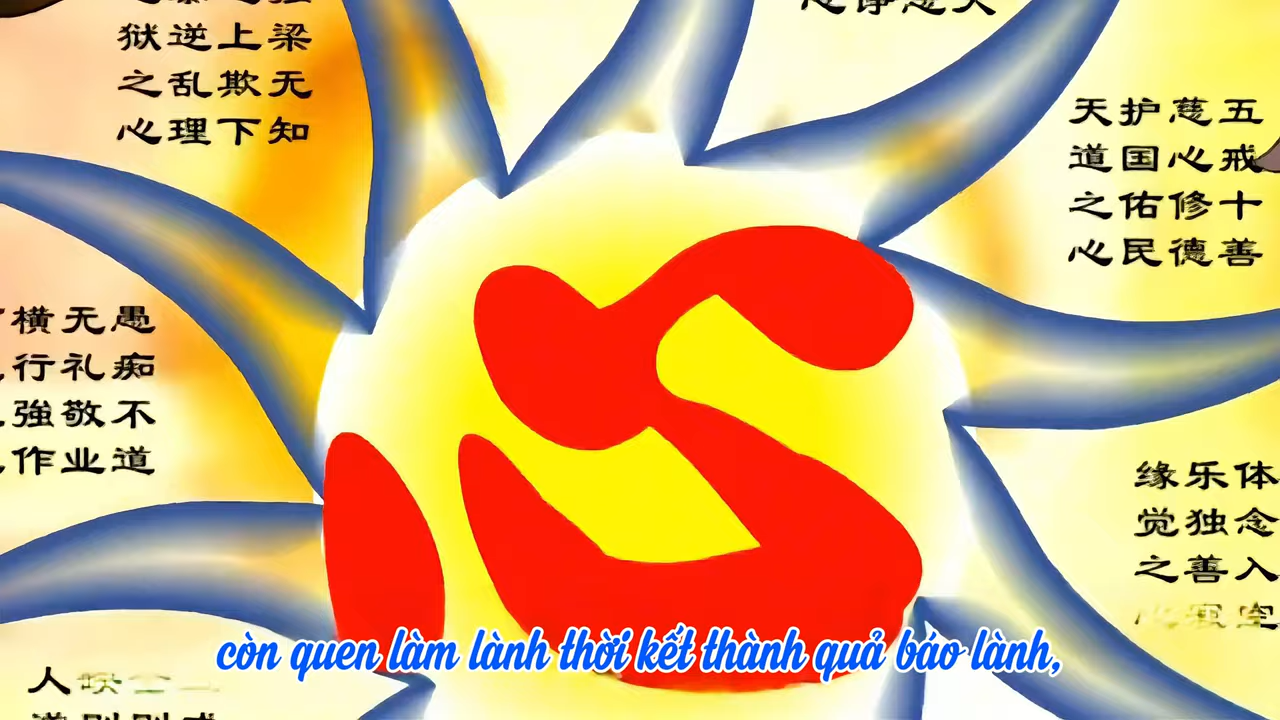 梁无知
上欺下
逆乱理
狱之心
五戒十善
慈心修德
护国佑民
天道之心
愚痴不道
无礼敬业
横行強作
体念入
乐独善
缘觉之心
人
心
còn quen làm lành thời kết thành quả báo lành,